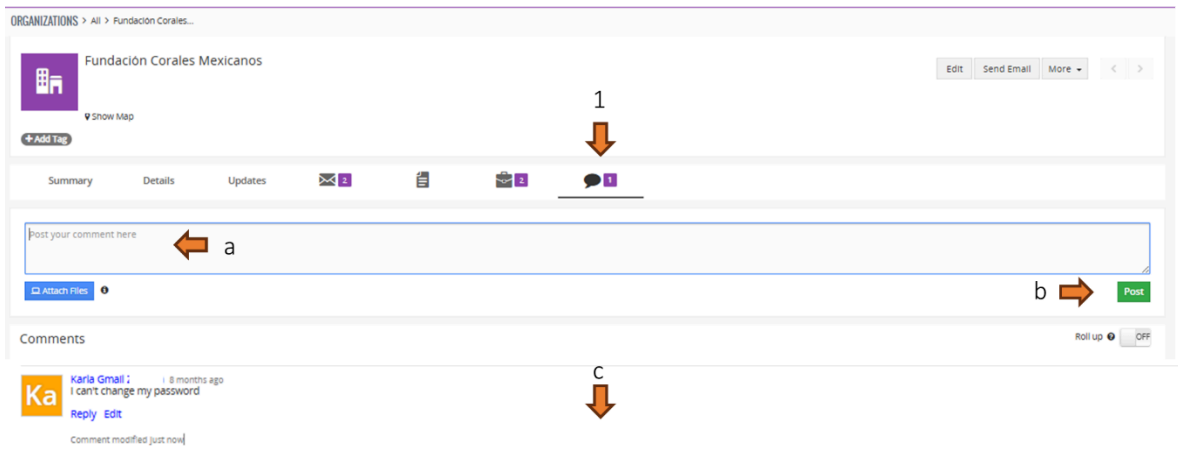 ORGANIZATIONS > All > Fundación Corales...
Fundación Corales Mexicanos
Edit Send Email More
Show Map
+ Add Tag
1
Summary Details Updates 2 2 1
Post your comment here
a
Attach Files
b
Post
Comments
Roll up OFF
c
Ka
Karla Gmail 8 months ago
I can't change my password
Reply Edit
Comment modified just now